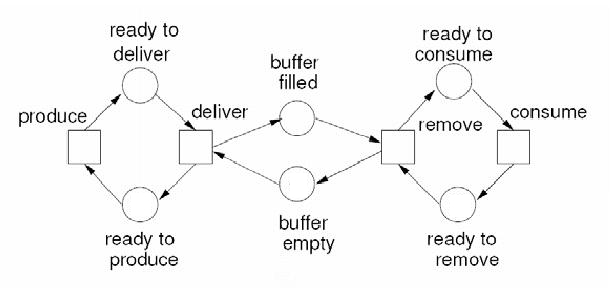 ready to
deliver
ready to
consume
buffer
filled
produce
deliver
remove
consume
buffer
empty
ready to
produce
ready to
remove